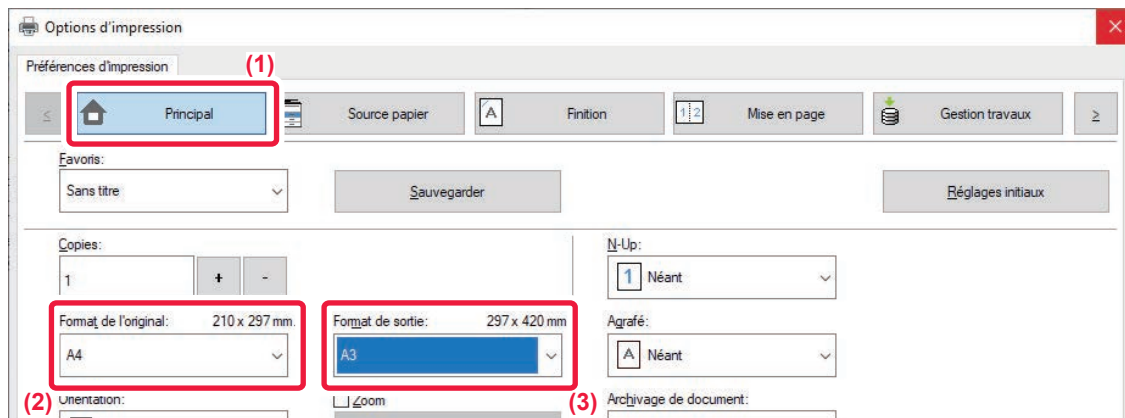 Options d'impression
Préférences d'impression
(1)
< Principal Source papier A Finition 1 2 Mise en page Gestion travaux >
Favoris:
Sans titre Sauvegarder Réglages initiaux
Copies: N-Up:
1 + - 1 Néant
Format de l'original: 210 x 297 mm. Format de sortie: 297 x 420 mm Agrafé:
A4 A3 A Néant
(2) Orientation: Zoom (3) Archivage de document: